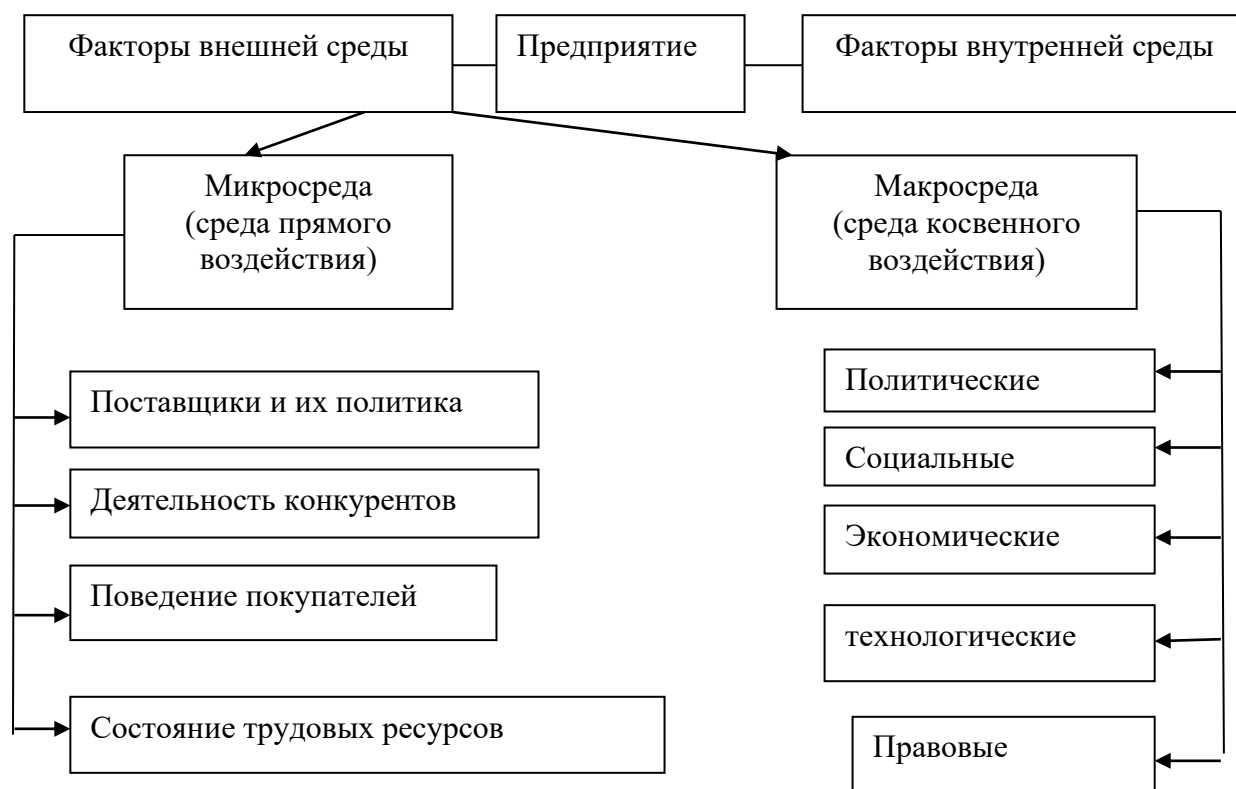 Факторы внешней среды
Предприятие
Факторы внутренней среды
Микросреда
(среда прямого
воздействия)
Макросреда
(среда косвенного
воздействия)
Поставщики и их политика
Деятельность конкурентов
Поведение покупателей
Состояние трудовых ресурсов
Политические
Социальные
Экономические
технологические
Правовые